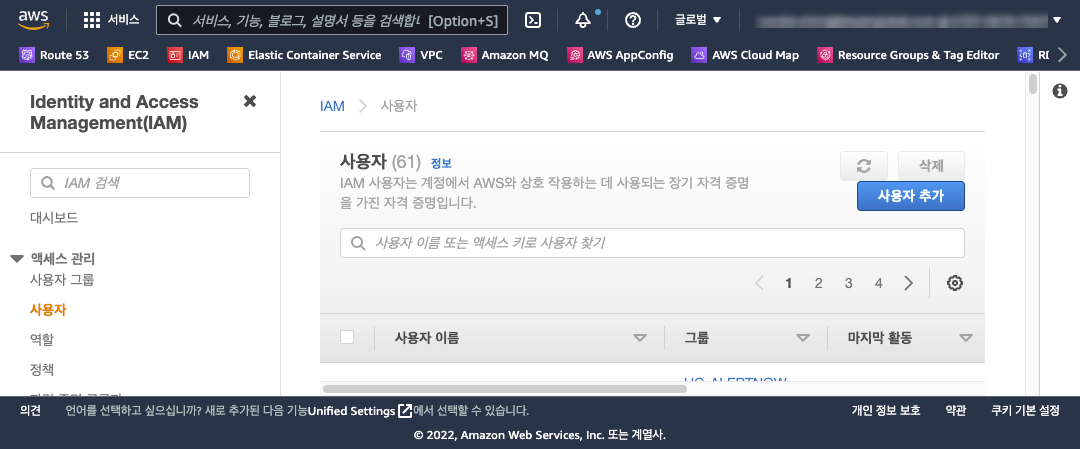 aws
서비스
서비스, 기능, 블로그, 설명서 등을 검색합니
[Option+S]
글로벌
Route 53
EC2
IAM
Elastic Container Service
VPC
Amazon MQ
AWS AppConfig
AWS Cloud Map
Resource Groups & Tag Editor
Identity and Access
Management(IAM)
IAM 검색
대시보드
액세스 관리
사용자 그룹
사용자
역할
정책
IAM
사용자
사용자 (61) 정보
IAM 사용자는 계정에서 AWS와 상호 작용하는 데 사용되는 장기 자격 증명
을 가진 자격 증명입니다.
삭제
사용자 추가
사용자 이름 또는 액세스 키로 사용자 찾기
1 2 3 4
사용자 이름
그룹
마지막 활동
의견
언어를 선택하고 싶으십니까? 새로 추가된 다음 기능Unified Settings에서 선택할 수 있습니다.
개인 정보 보호
약관
쿠키 기본 설정
© 2022, Amazon Web Services, Inc. 또는 계열사.